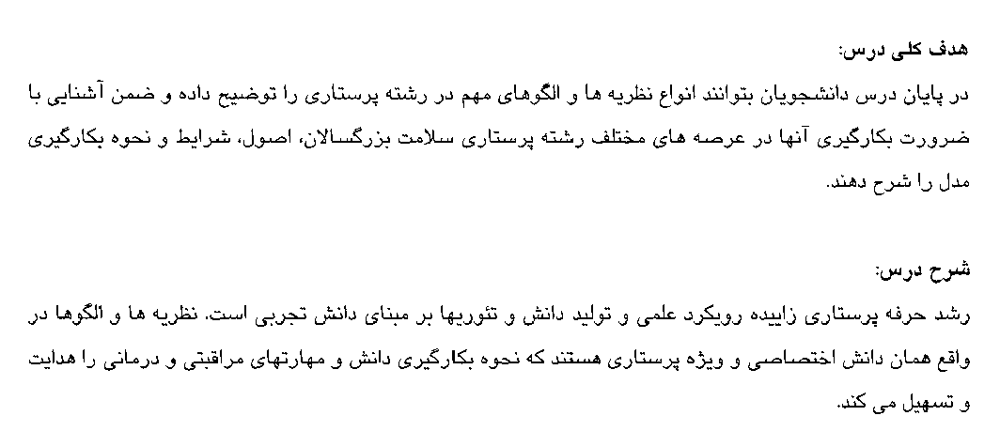 هدف کلی درس:
در پایان درس دانشجویان بتوانند انواع نظریه ها و الگوهای مهم در رشته پرستاری را توضیح داده و ضمن آشنایی با
ضرورت بکارگیری آنها در عرصه های مختلف رشته پرستاری سلامت بزرگسالان، اصول، شرایط و نحوه بکارگیری
مدل را شرح دهند.
شرح درس:
رشد حرفه پرستاری زاییده رویکرد علمی و تولید دانش و تئوریها بر مبنای دانش تجربی است. نظریه ها و الگوها در
واقع همان دانش اختصاصی و ویژه پرستاری هستند که نحوه بکارگیری دانش و مهارتهای مراقبتی و درمانی را هدایت
و تسهیل می کند.